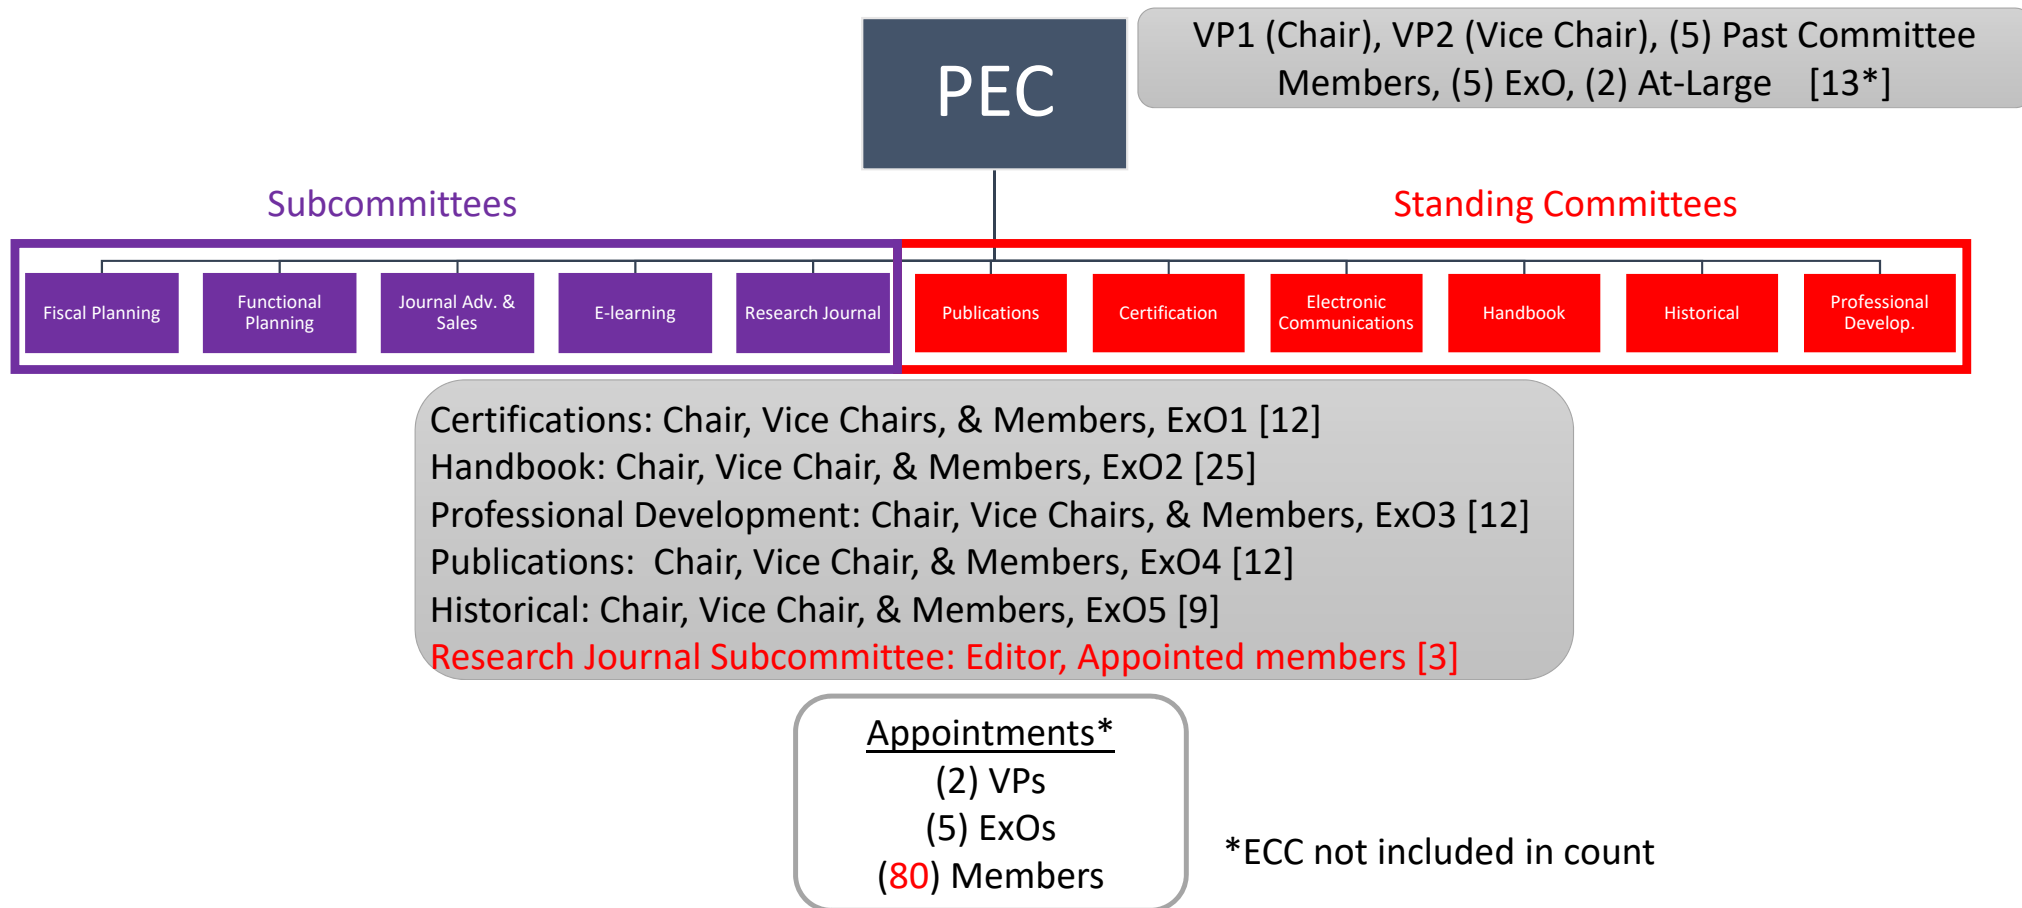 PEC
VP1 (Chair), VP2 (Vice Chair), (5) Past Committee
Members, (5) ExO, (2) At-Large [13*]
Subcommittees
Standing Committees
Fiscal Planning
Functional
Planning
Journal Adv. &
Sales
E-learning
Research Journal
Publications
Certification
Electronic
Communications
Handbook
Historical
Professional
Develop.
Certifications: Chair, Vice Chairs, & Members, ExO1 [12]
Handbook: Chair, Vice Chair, & Members, ExO2 [25]
Professional Development: Chair, Vice Chairs, & Members, ExO3 [12]
Publications: Chair, Vice Chair, & Members, ExO4 [12]
Historical: Chair, Vice Chair, & Members, ExO5 [9]
Research Journal Subcommittee: Editor, Appointed members [3]
Appointments*
(2) VPs
(5) ExOs
(80) Members
*ECC not included in count